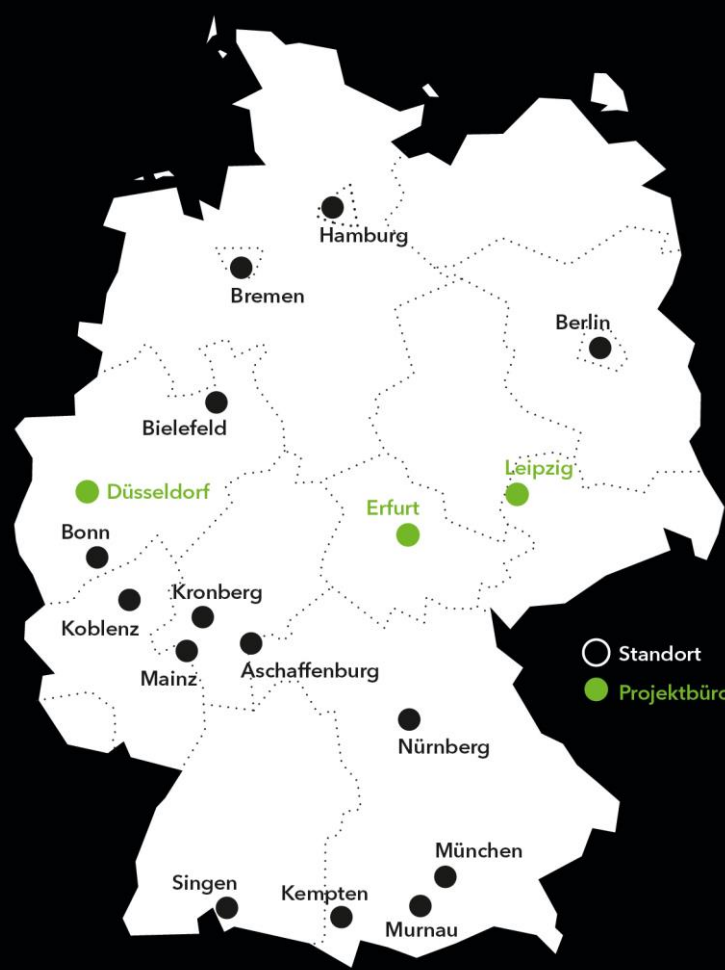 Hamburg
Bremen
Berlin
Bielefeld
Leipzig
Düsseldorf
Erfurt
Bonn
Kronberg
Koblenz
Standort
Aschaffenburg
Mainz
Projektbüro
Nürnberg
München
Singen
Kempten
Murnau